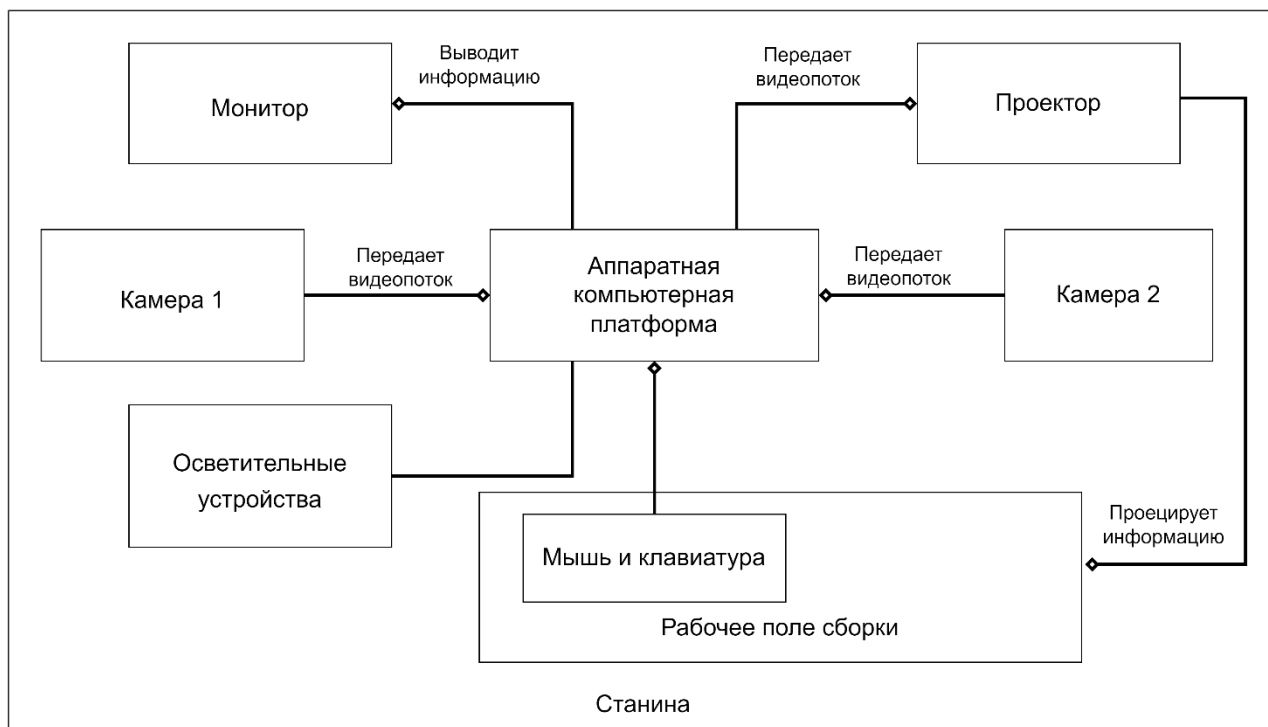 Выводит
информацию
Передает
видеопоток
Монитор
Проектор
Передает
видеопоток
Аппаратная
компьютерная
платформа
Передает
видеопоток
Камера 1
Камера 2
Осветительные
устройства
Мышь и клавиатура
Проецирует
информацию
Рабочее поле сборки
Станина